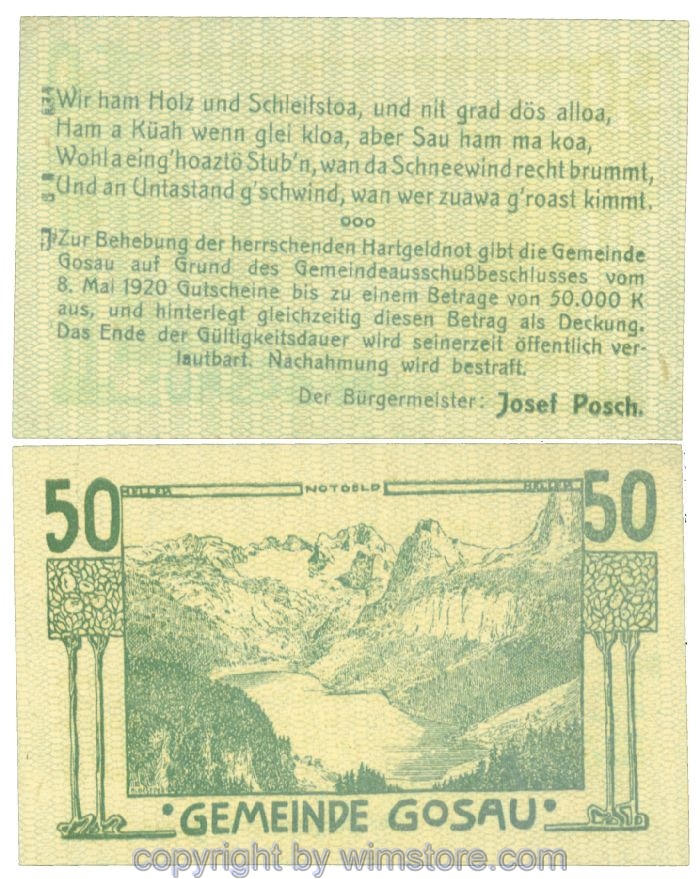 Wir ham Holz und Schleifstoa, und nit grad dös alloa,
Ham a Küah wenn glei kloa, aber Sau ham ma koa,
Wohl a eing'hoaztö Stub'n, wan da Schneewind recht brummt,
Und an Untastand g'schwind, wan wer zuawa g'roast kimmt.
ooo
Zur Behebung der herrschenden Hartgeldnot gibt die Gemeinde
Gosau auf Grund des Gemeindeausschußbeschlusses vom
8. Mai 1920 Gutscheine bis zu einem Betrage von 50.000 K
aus, und hinterlegt gleichzeitig diesen Betrag als Deckung.
Das Ende der Gültigkeitsdauer wird seinerzeit öffentlich ver-
lautbart. Nachahmung wird bestraft.
Der Bürgermeister: Josef Posch.
50 HELLER NOTGELD HELLER 50
GEMEINDE GOSAU
copyright by wimstore.com